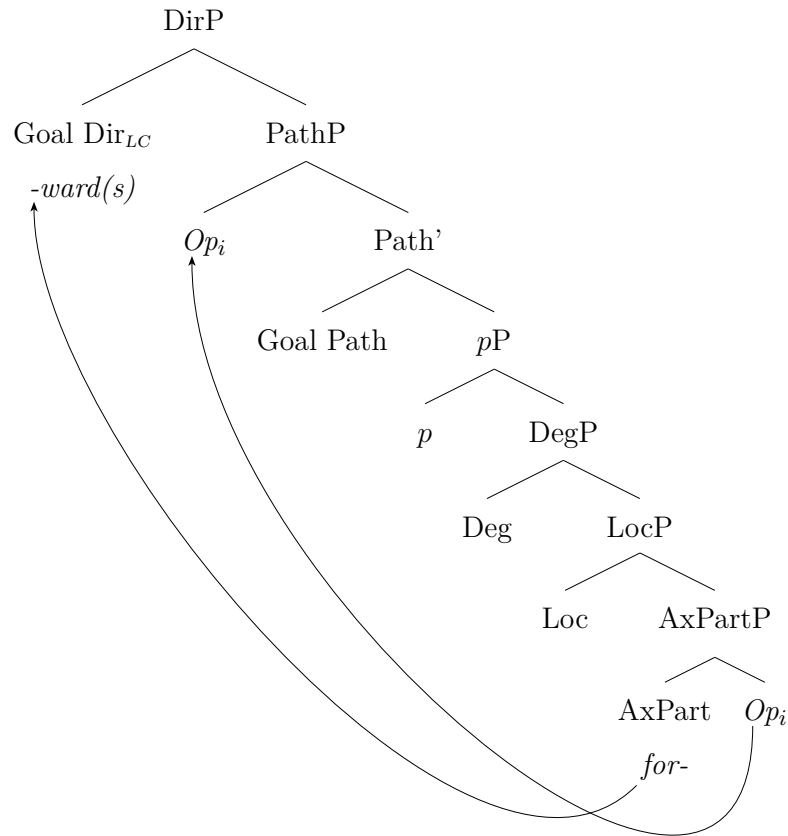 DirP
Goal Dir_LC PathP
-ward(s)
Op_i Path'
Goal Path pP
p DegP
Deg LocP
Loc AxPartP
AxPart Op_i
for-